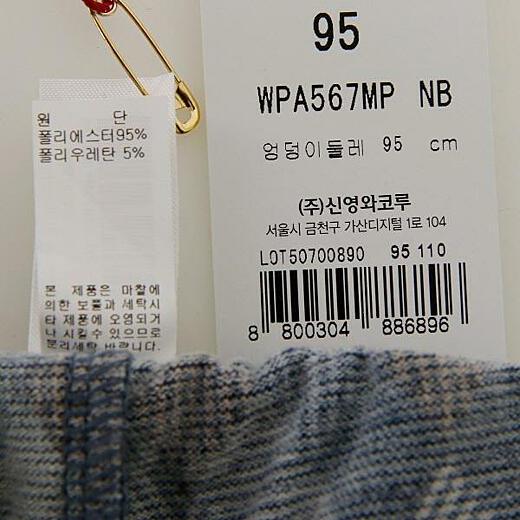 원 단
폴리에스터95%
폴리우레탄 5%
본 제품은 마찰에
의한 보풀과 세탁시
타 제품에 오염되거
나 시킬수 있으므로
분리세탁 바랍니다.
95
WPA567MP NB
엉덩이둘레 95 cm
(주)신영와코루
서울시 금천구 가산디지털 1로 104
LOT50700890 95 110
8 800304 886896